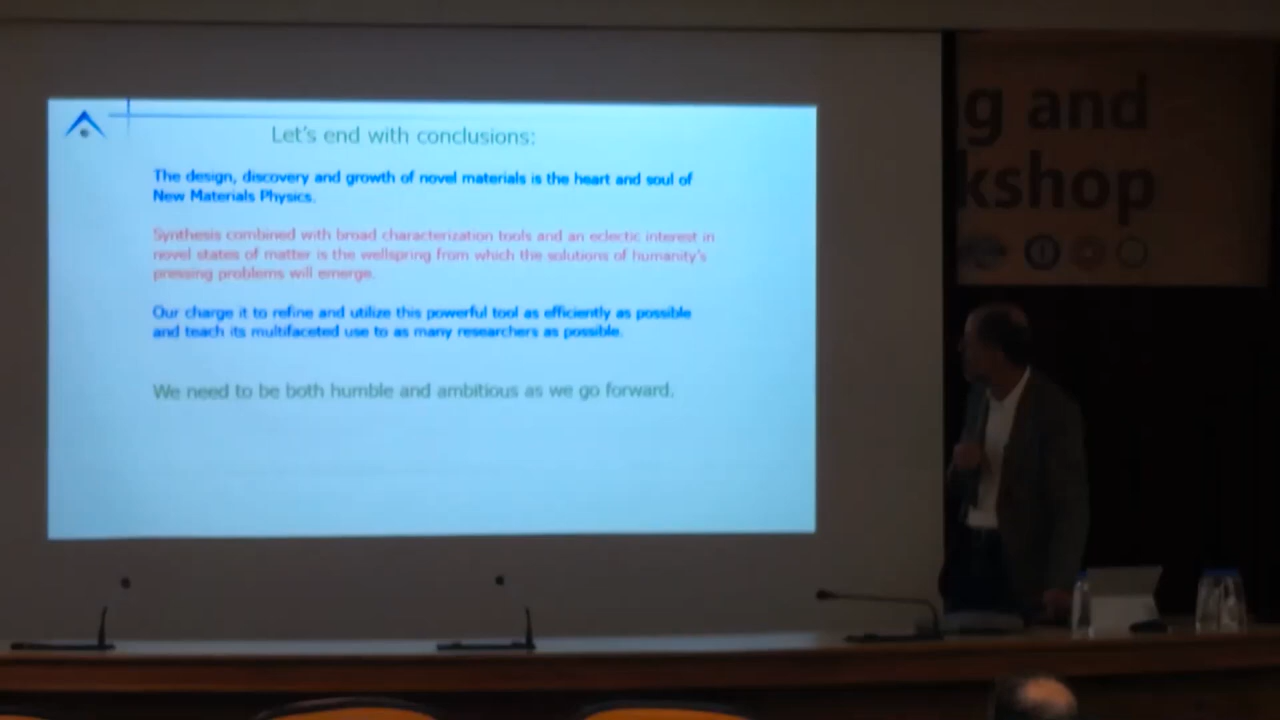 Let's end with conclusions:
The design, discovery and growth of novel materials is the heart and soul of
New Materials Physics.
Synthesis combined with broad characterization tools and an eclectic interest in
novel states of matter is the wellspring from which the solutions of humanity's
pressing problems will emerge.
Our charge it to refine and utilize this powerful tool as efficiently as possible
and teach its multifaceted use to as many researchers as possible.
We need to be both humble and ambitious as we go forward.
g and
kshop